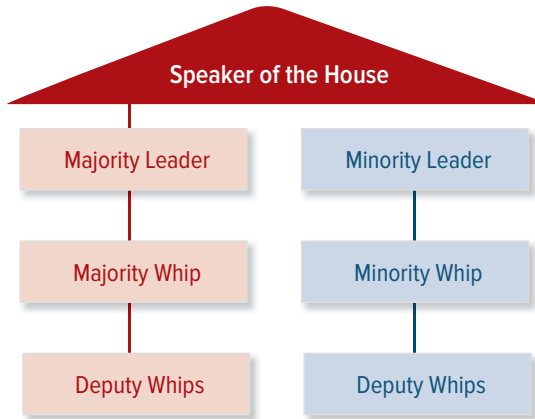 Speaker of the House
Majority Leader
Minority Leader
Majority Whip
Minority Whip
Deputy Whips
Deputy Whips